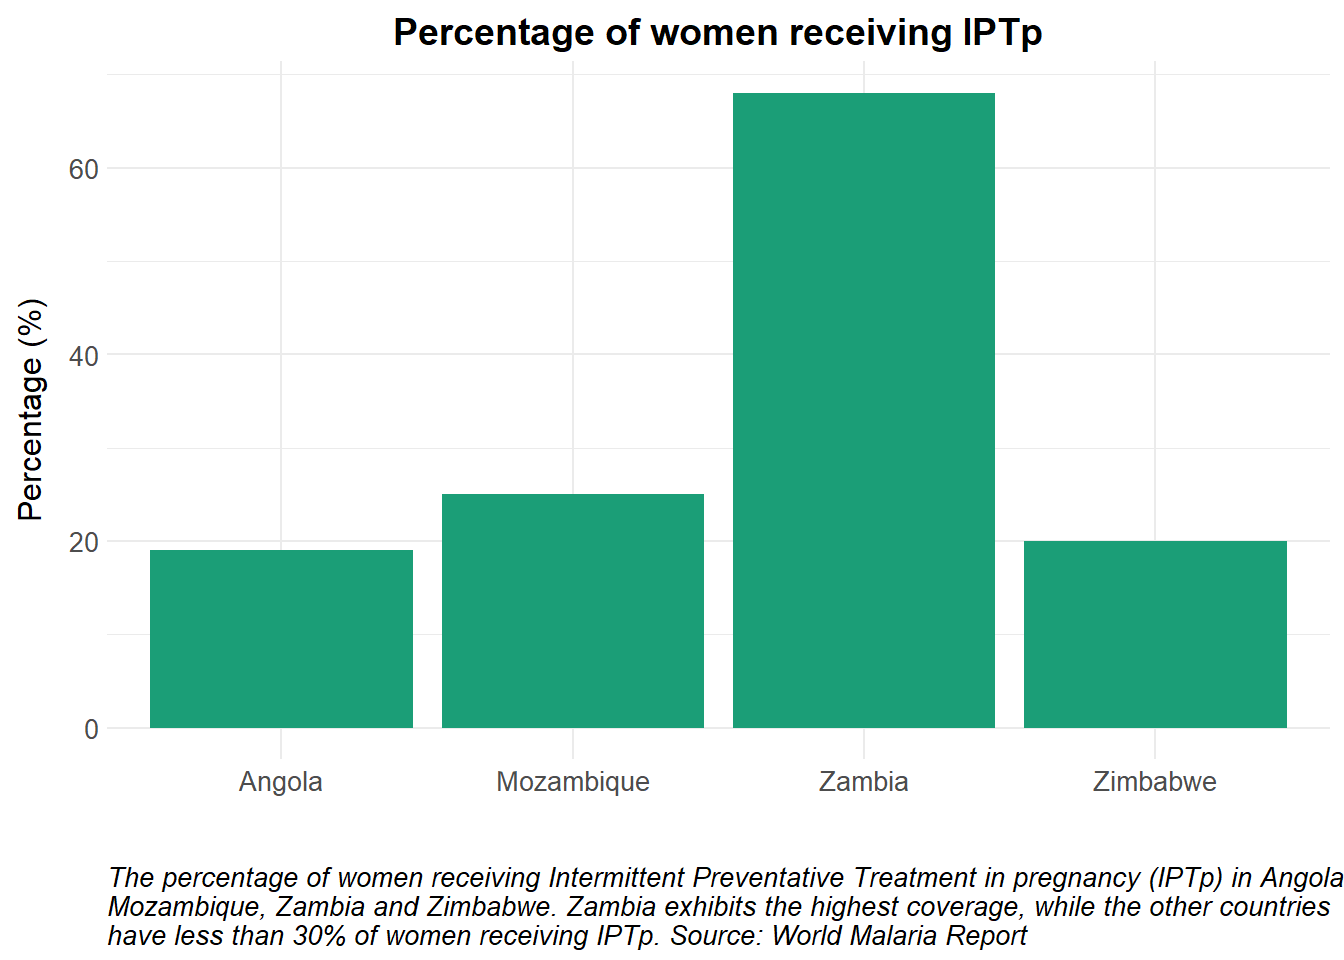 Percentage of women receiving IPTp
Percentage (%)
60
40
20
0
Angola
Mozambique
Zambia
Zimbabwe
The percentage of women receiving Intermittent Preventative Treatment in pregnancy (IPTp) in Angola
Mozambique, Zambia and Zimbabwe. Zambia exhibits the highest coverage, while the other countries
have less than 30% of women receiving IPTp. Source: World Malaria Report